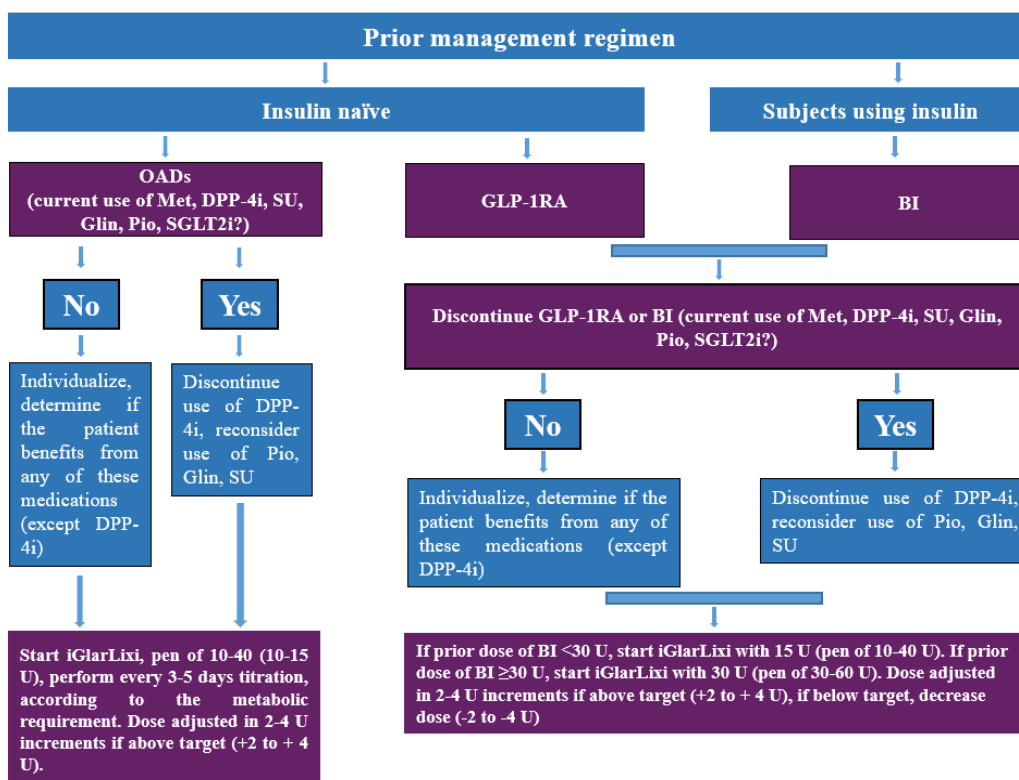 Prior management regimen
Insulin naïve
Subjects using insulin
OADs
(current use of Met, DPP-4i, SU,
Glin, Pio, SGLT2i?)
GLP-1RA
BI
No
Yes
Discontinue GLP-1RA or BI (current use of Met, DPP-4i, SU, Glin,
Pio, SGLT2i?)
Individualize,
determine if
the patient
benefits from
any of these
medications
(except DPP-
4i)
Discontinue
use of DPP-
4i, reconsider
use of Pio,
Glin, SU
No
Yes
Individualize, determine if the
patient benefits from any of
these medications (except
DPP-4i)
Discontinue use of DPP-4i,
reconsider use of Pio, Glin,
SU
Start iGlarLixi, pen of 10-40 (10-15
U), perform every 3-5 days titration,
according to the metabolic
requirement. Dose adjusted in 2-4 U
increments if above target (+2 to + 4
U).
If prior dose of BI <30 U, start iGlarLixi with 15 U (pen of 10-40 U). If prior
dose of BI ≥30 U, start iGlarLixi with 30 U (pen of 30-60 U). Dose adjusted
in 2-4 U increments if above target (+2 to + 4 U), if below target, decrease
dose (-2 to -4 U)